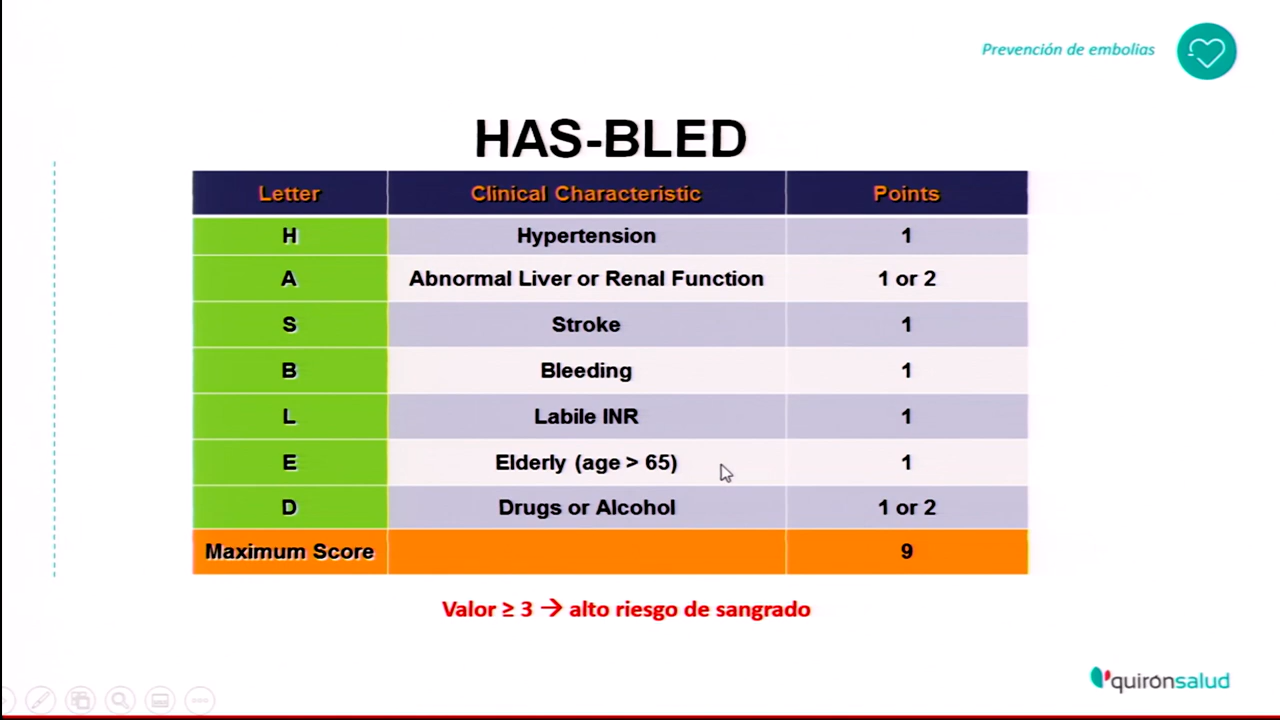 Prevención de embolias
HAS-BLED
Letter Clinical Characteristic Points
H Hypertension 1
A Abnormal Liver or Renal Function 1 or 2
S Stroke 1
B Bleeding 1
L Labile INR 1
E Elderly (age > 65) 1
D Drugs or Alcohol 1 or 2
Maximum Score 9
Valor ≥ 3 → alto riesgo de sangrado
quirónsalud